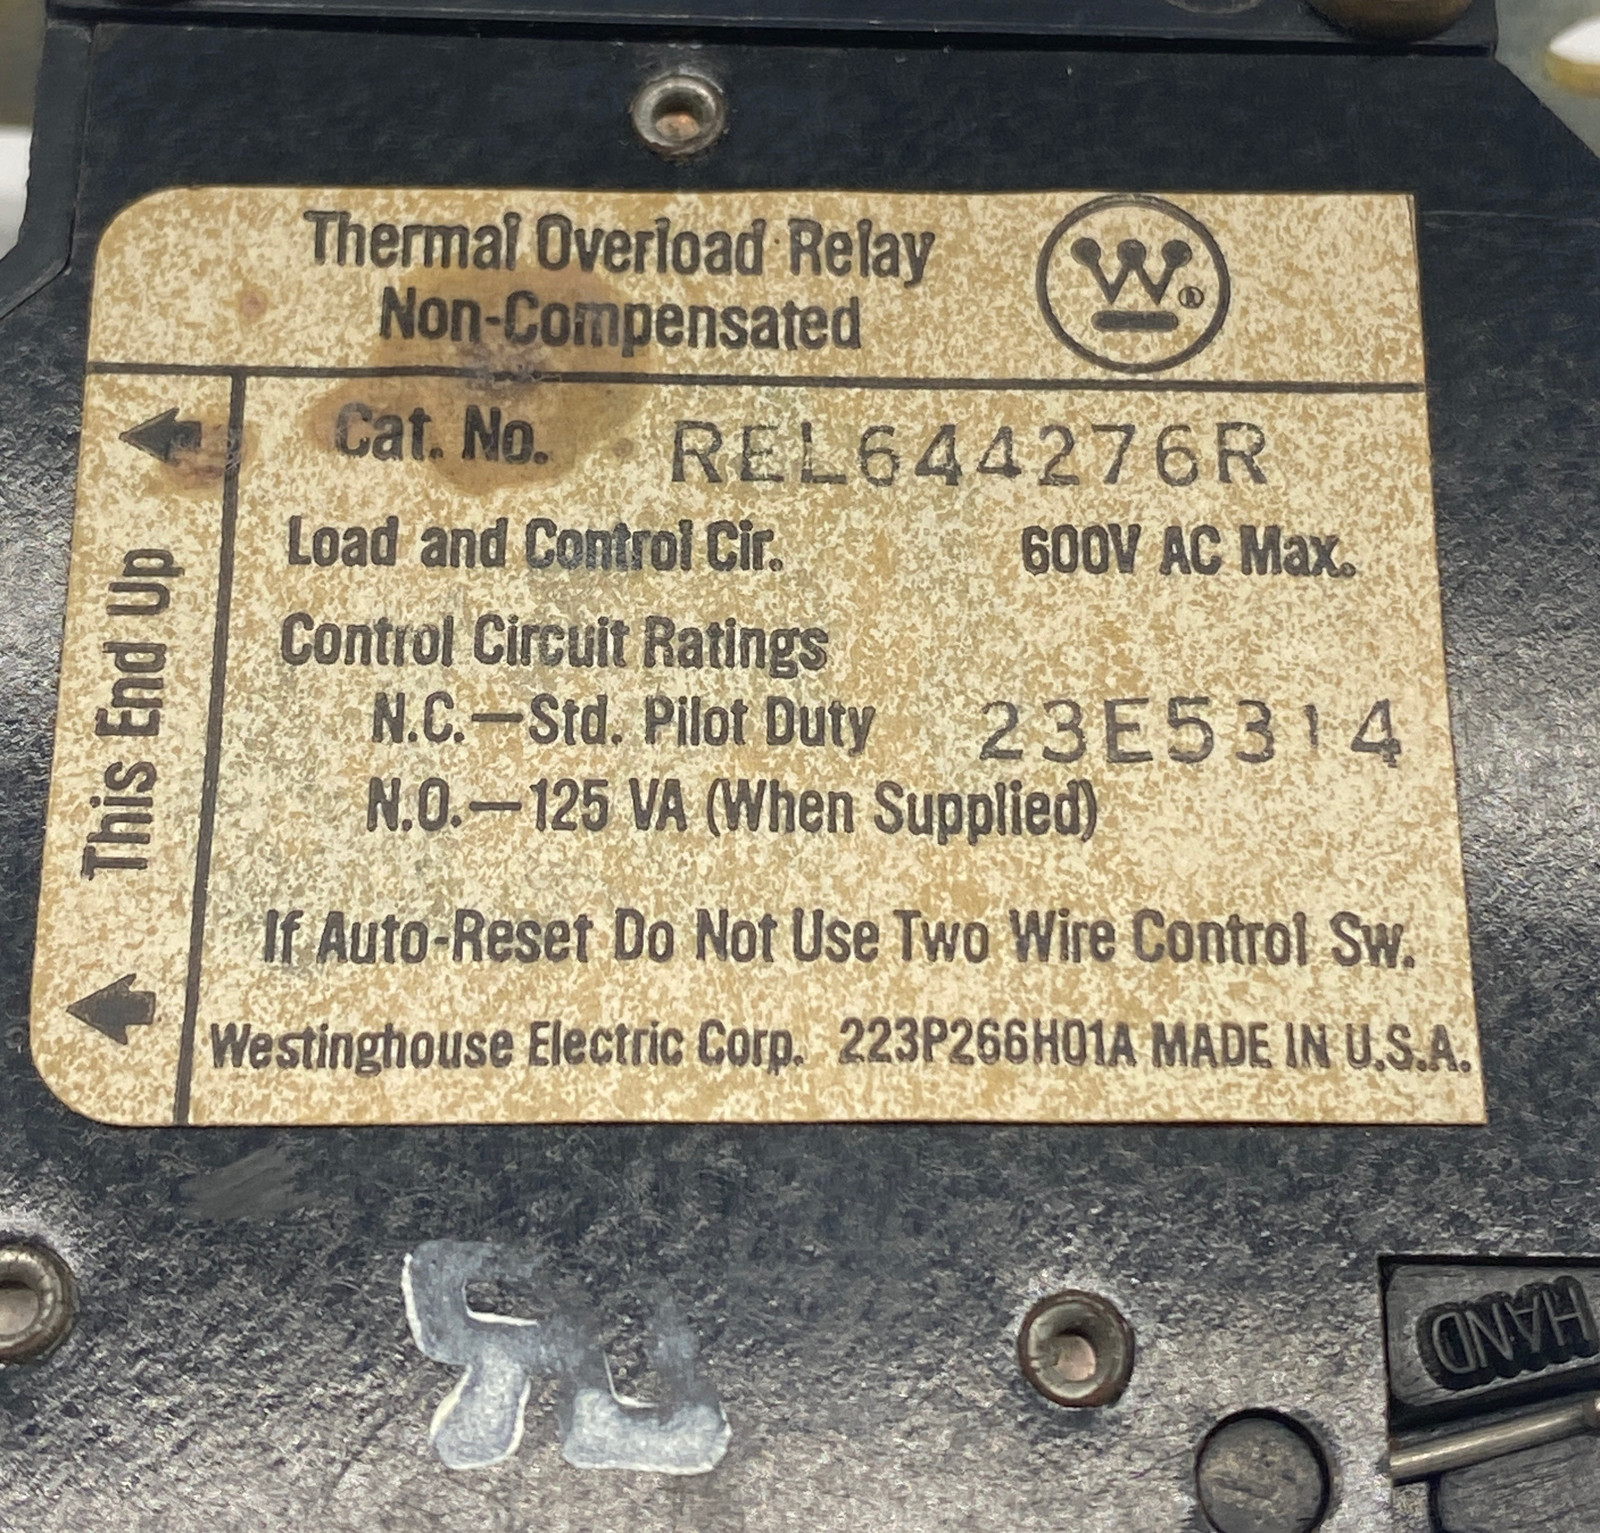 Thermal Overload Relay
Non-Compensated
W
®
Cat. No. REL644276R
Load and Control Cir. 600V AC Max.
Control Circuit Ratings
N.C.—Std. Pilot Duty 23E5314
N.O.—125 VA (When Supplied)
If Auto-Reset Do Not Use Two Wire Control Sw.
Westinghouse Electric Corp. 223P266H01A MADE IN U.S.A.
This End Up
HAND